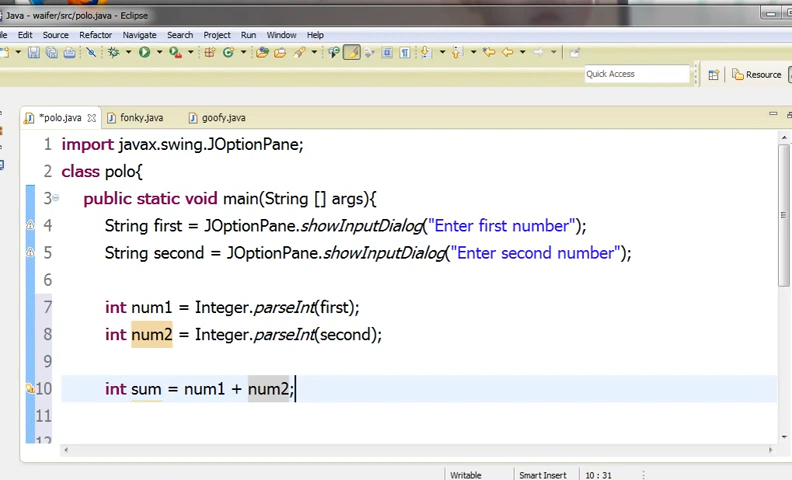 Java - waifer/src/polo.java - Eclipse
File Edit Source Refactor Navigate Search Project Run Window Help
Quick Access
Resource
*polo.java fonky.java goofy.java
1 import javax.swing.JOptionPane;
2 class polo{
3 public static void main(String [] args){
4 String first = JOptionPane.showInputDialog("Enter first number");
5 String second = JOptionPane.showInputDialog("Enter second number");
6
7 int num1 = Integer.parseInt(first);
8 int num2 = Integer.parseInt(second);
9
10 int sum = num1 + num2;
11
12
Writable Smart Insert 10 : 31